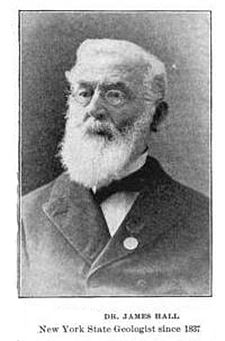 DR. JAMES HALL
New York State Geologist since 1837